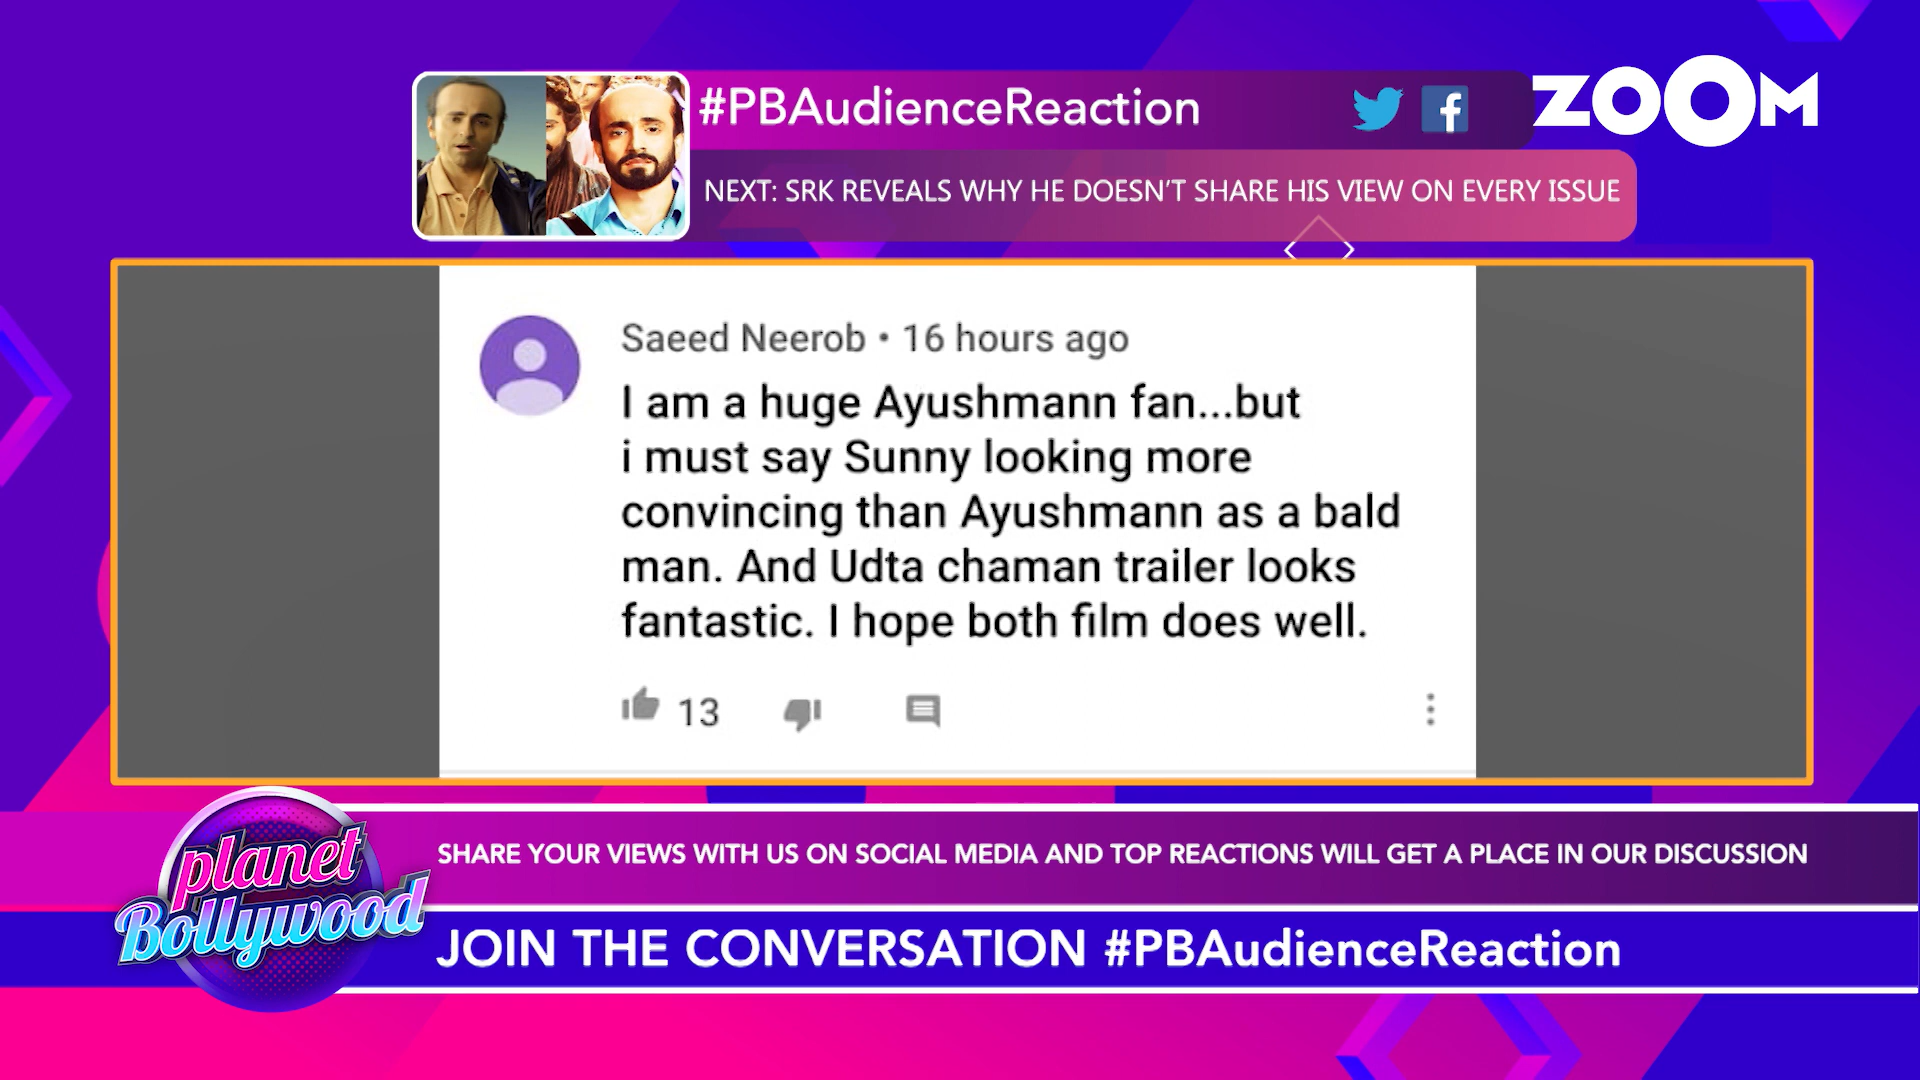 #PBAudienceReaction
ZOOM
NEXT: SRK REVEALS WHY HE DOESN'T SHARE HIS VIEW ON EVERY ISSUE
Saeed Neerob • 16 hours ago
I am a huge Ayushmann fan...but
i must say Sunny looking more
convincing than Ayushmann as a bald
man. And Udta chaman trailer looks
fantastic. I hope both film does well.
13
planet
Bollywood
SHARE YOUR VIEWS WITH US ON SOCIAL MEDIA AND TOP REACTIONS WILL GET A PLACE IN OUR DISCUSSION
JOIN THE CONVERSATION #PBAudienceReaction